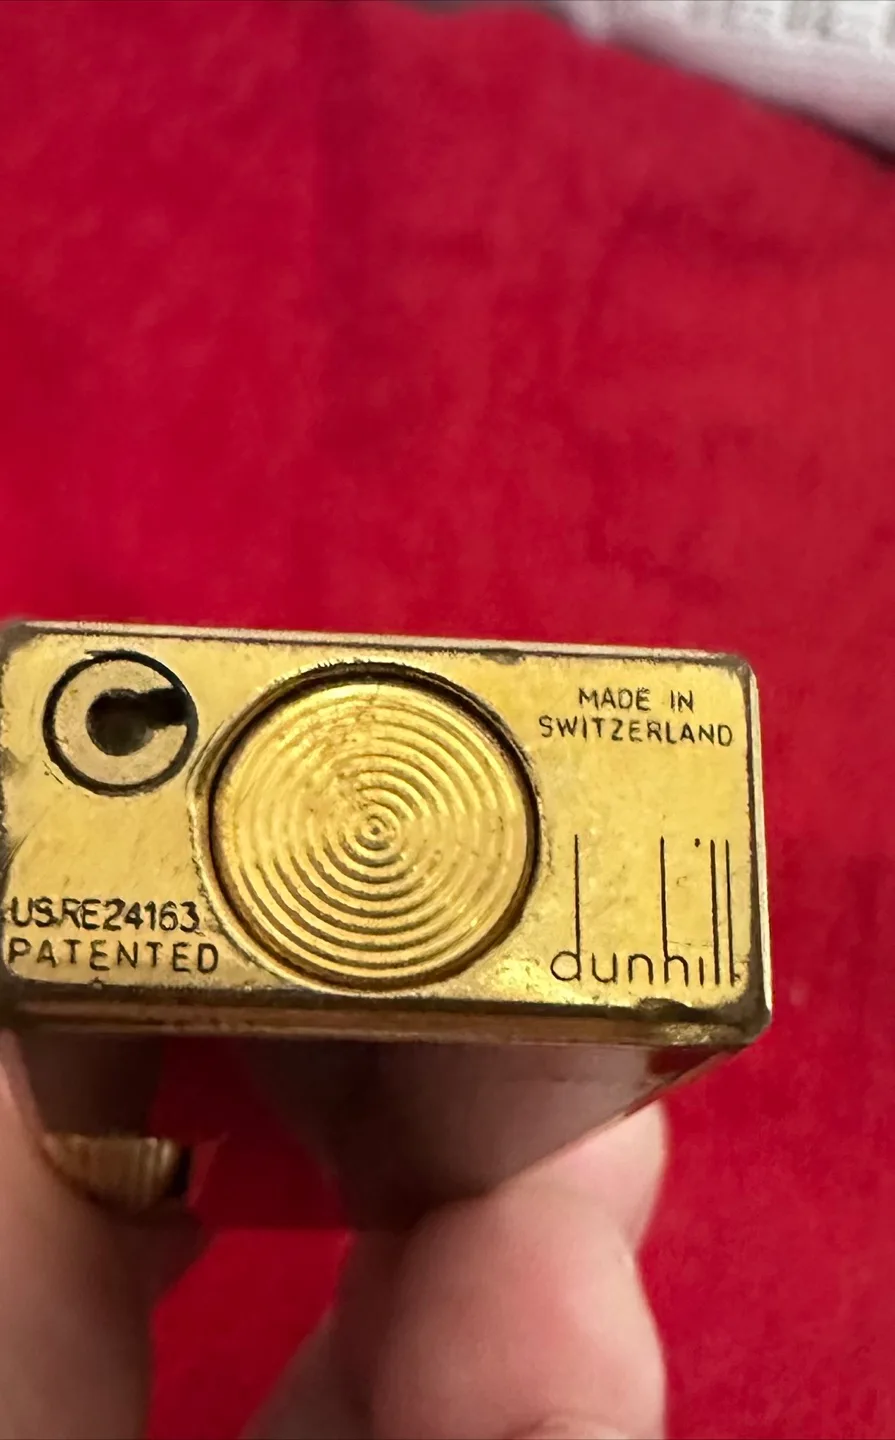 MADE IN
SWITZERLAND
US.RE24163
PATENTED
dunhill